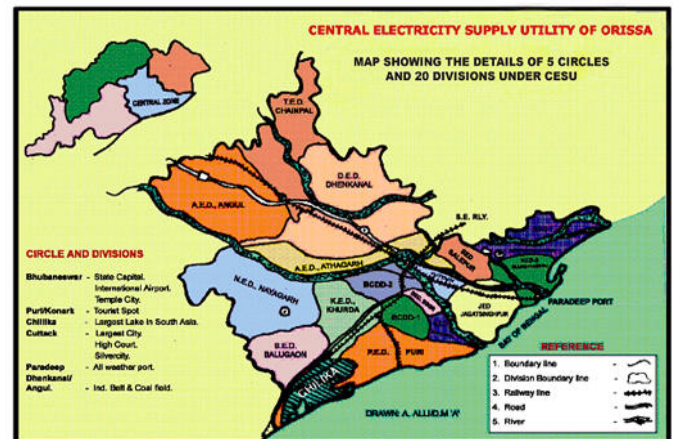 CENTRAL ELECTRICITY SUPPLY UTILITY OF ORISSA
MAP SHOWING THE DETAILS OF 5 CIRCLES
AND 20 DIVISIONS UNDER CESU
CENTRAL ZONE
T.E.D.
CHAINPAL
D.E.D.
DHENKANAL
A.E.D., ANGUL
S.E. RLY.
A.E.D., ATHAGARH
SALEPUR
PARADEEP PORT
N.E.D., NAYAGARH
BCDD-2
K.E.D.,
KHURDA
BCDD-1
JED
JAGATSINGHPUR
BAY OF BENGAL
B.E.D.
BALUGAON
P.E.D.,
PURI
CHILIKA
CIRCLE AND DIVISIONS
Bhubaneswar - State Capital.
International Airport.
Temple City.
Puri/Konark - Tourist Spot
Chillika - Largest Lake In South Asia.
Cuttack - Largest City.
High Court.
Silvercity.
Paradeep - All weather port.
Dhenkanal/
Angul. - Ind. Belt & Coal field.
REFERENCE
1. Boundary line -
2. Division Boundary line -
3. Railway line -
4. Road -
5. River -